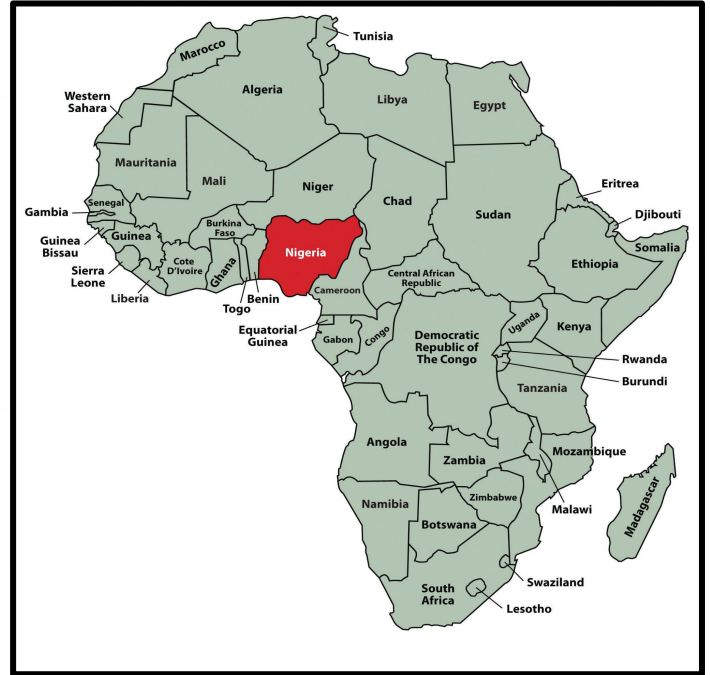 Tunisia
Marocco
Algeria
Libya
Egypt
Western
Sahara
Mauritania
Mali
Niger
Chad
Sudan
Eritrea
Djibouti
Somalia
Ethiopia
Senegal
Gambia
Guinea
Bissau
Guinea
Sierra
Leone
Liberia
Cote
D'Ivoire
Burkina
Faso
Ghana
Togo
Benin
Nigeria
Cameroon
Central African
Republic
Equatorial
Guinea
Gabon
Congo
Democratic
Republic of
The Congo
Uganda
Kenya
Rwanda
Burundi
Tanzania
Angola
Zambia
Mozambique
Malawi
Zimbabwe
Namibia
Botswana
Madagascar
Swaziland
South
Africa
Lesotho